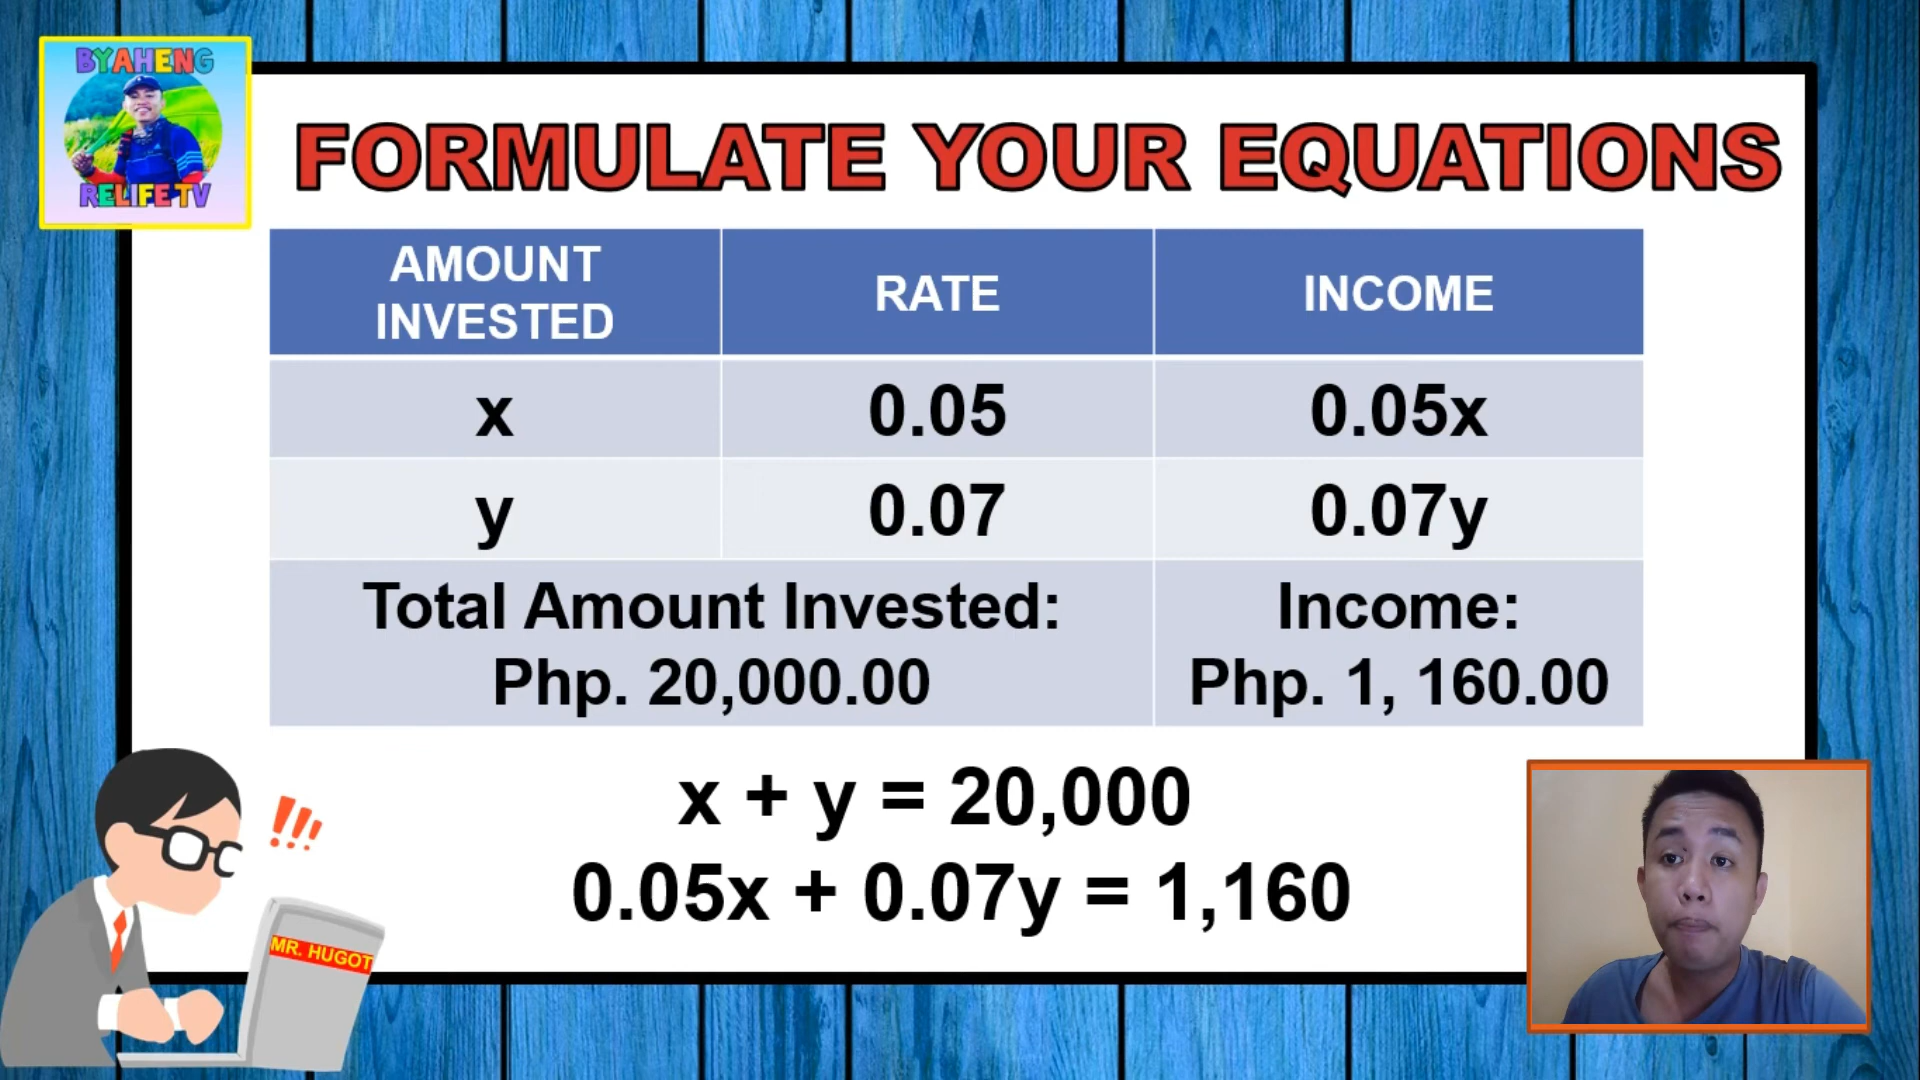 BYAHENG
RELIFE TV
FORMULATE YOUR EQUATIONS
AMOUNT
INVESTED
RATE
INCOME
x
0.05
0.05x
y
0.07
0.07y
Total Amount Invested:
Php. 20,000.00
Income:
Php. 1, 160.00
x + y = 20,000
0.05x + 0.07y = 1,160
!!!
MR. HUGOT